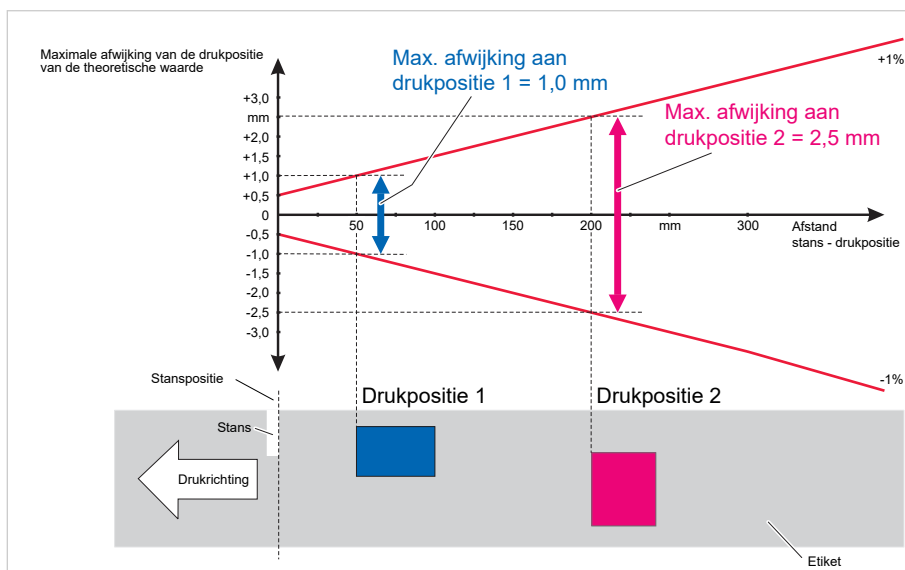 Maximale afwijking van de drukpositie
van de theoretische waarde
Max. afwijking aan
drukpositie 1 = 1,0 mm
+1%
Max. afwijking aan
drukpositie 2 = 2,5 mm
+3,0
mm
+2,0
+1,5
+1,0
+0,5
0
-0,5
-1,0
-1,5
-2,0
-2,5
-3,0
50
100
150
200
mm
300
Afstand
stans - drukpositie
-1%
Stanspositie
Drukpositie 1
Drukpositie 2
Stans
Drukrichting
Etiket